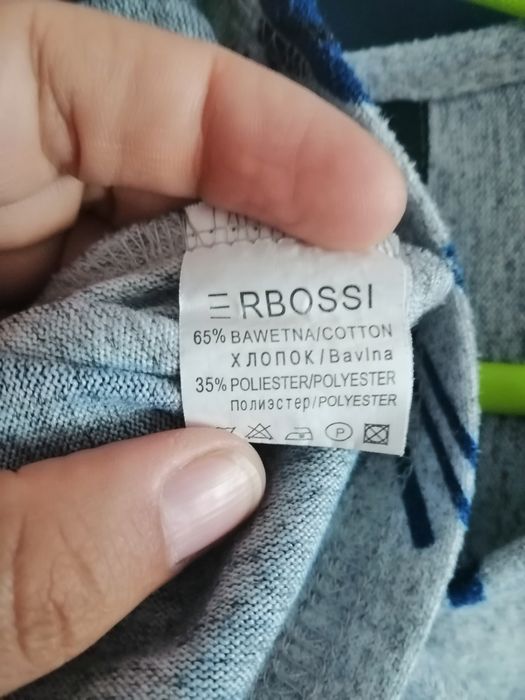 ERBOSSI
65% BAWETNA/COTTON
ХЛОПОК/Bavlna
35% POLIESTER/POLYESTER
ПОЛИЭСТЕР/POLYESTER
P